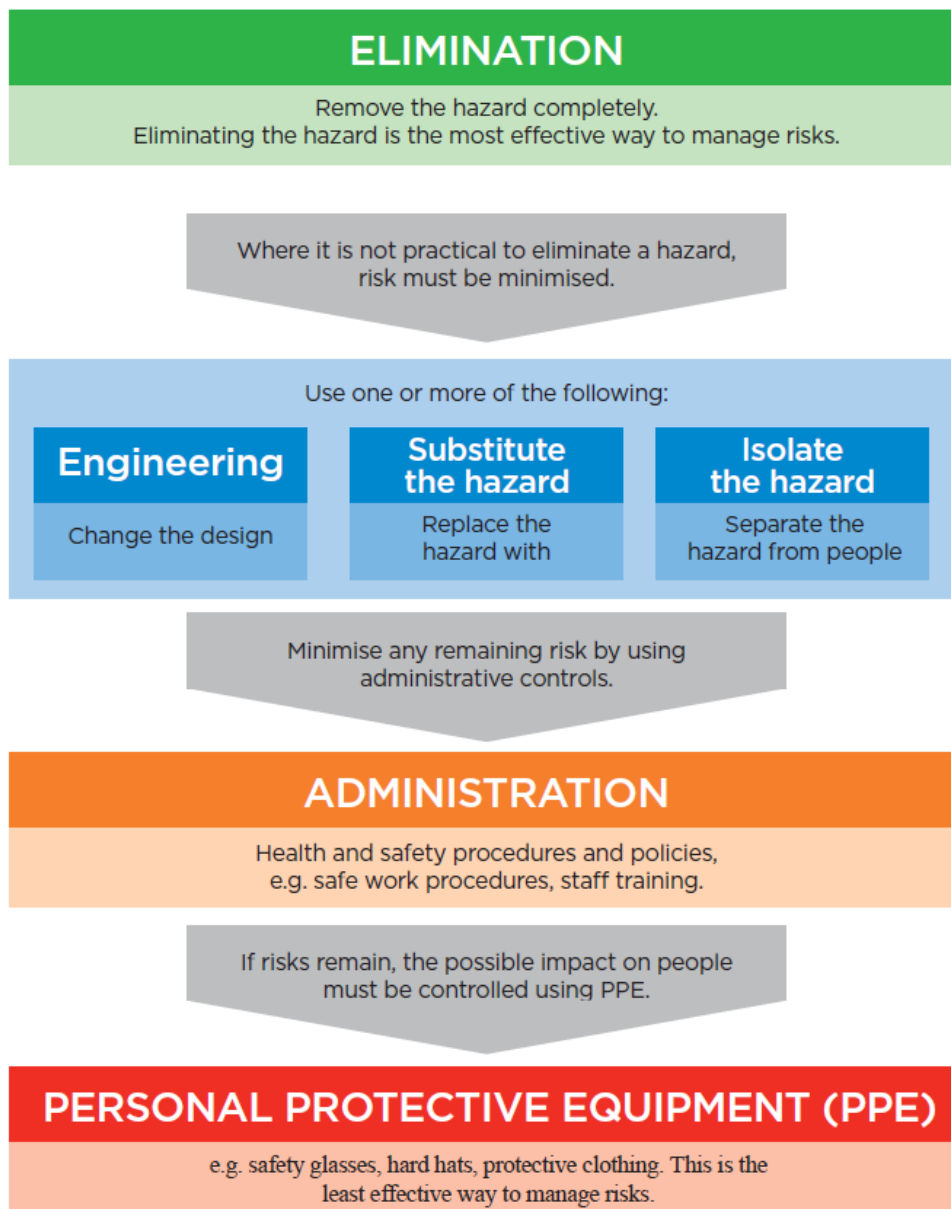 ELIMINATION
Remove the hazard completely.
Eliminating the hazard is the most effective way to manage risks.
Where it is not practical to eliminate a hazard,
risk must be minimised.
Use one or more of the following:
Engineering
Change the design
Substitute
the hazard
Replace the
hazard with
Isolate
the hazard
Separate the
hazard from people
Minimise any remaining risk by using
administrative controls.
ADMINISTRATION
Health and safety procedures and policies,
e.g. safe work procedures, staff training.
If risks remain, the possible impact on people
must be controlled using PPE.
PERSONAL PROTECTIVE EQUIPMENT (PPE)
e.g. safety glasses, hard hats, protective clothing. This is the
least effective way to manage risks.